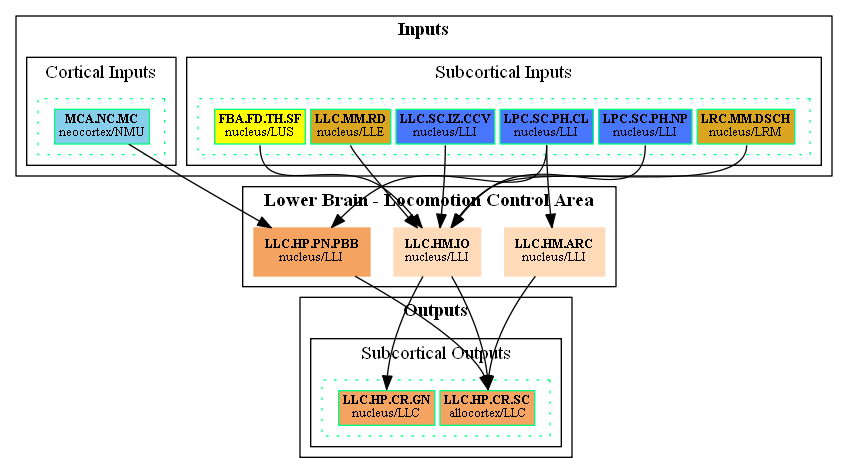 Inputs
Cortical Inputs
Subcortical Inputs
MCA.NC.MC
neocortex/NMU
FBA.FD.TH.SF
nucleus/LUS
LLC.MM.RD
nucleus/LLE
LLC.SC.IZ.CCV
nucleus/LLI
LPC.SC.PH.CL
nucleus/LLI
LPC.SC.PH.NP
nucleus/LLI
LRC.MM.DSCH
nucleus/LRM
Lower Brain - Locomotion Control Area
LLC.HP.PN.PBB
nucleus/LLI
LLC.HM.IO
nucleus/LLI
LLC.HM.ARC
nucleus/LLI
Outputs
Subcortical Outputs
LLC.HP.CR.GN
nucleus/LLC
LLC.HP.CR.SC
allocortex/LLC